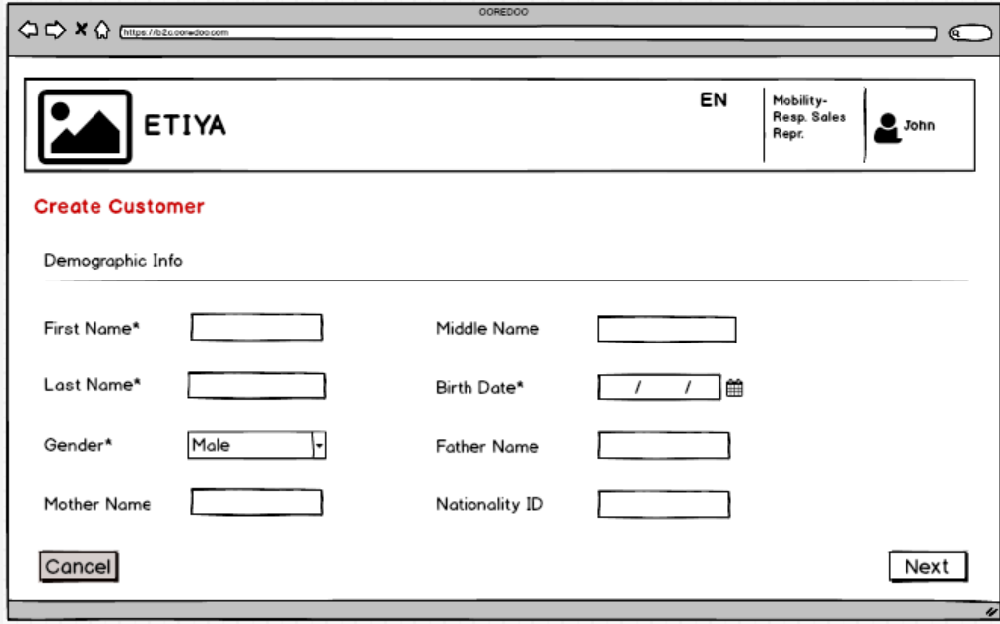 OOREDOO
https://b2c.ooredoo.com
ETIYA
EN
Mobility-
Resp. Sales
Repr.
John
Create Customer
Demographic Info
First Name*
Middle Name
Last Name*
Birth Date*
/ /
Gender*
Male
Father Name
Mother Name
Nationality ID
Cancel
Next